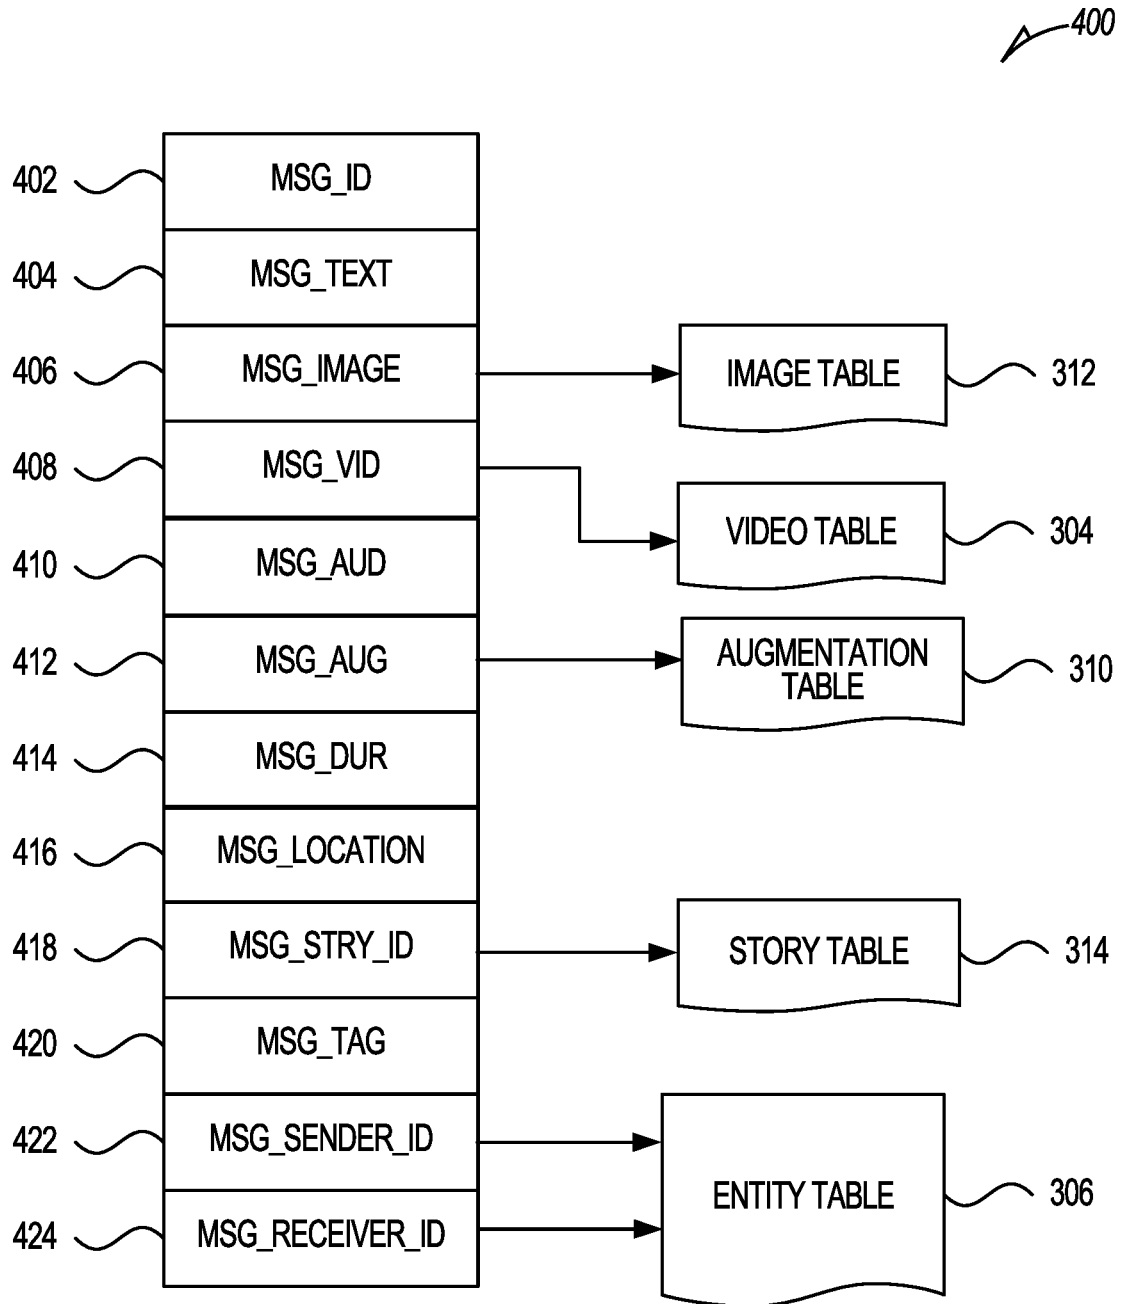 400
402 MSG_ID
404 MSG_TEXT
406 MSG_IMAGE IMAGE TABLE 312
408 MSG_VID
VIDEO TABLE 304
410 MSG_AUD
412 MSG_AUG AUGMENTATION
TABLE 310
414 MSG_DUR
416 MSG_LOCATION
418 MSG_STRY_ID STORY TABLE 314
420 MSG_TAG
422 MSG_SENDER_ID
ENTITY TABLE 306
424 MSG_RECEIVER_ID